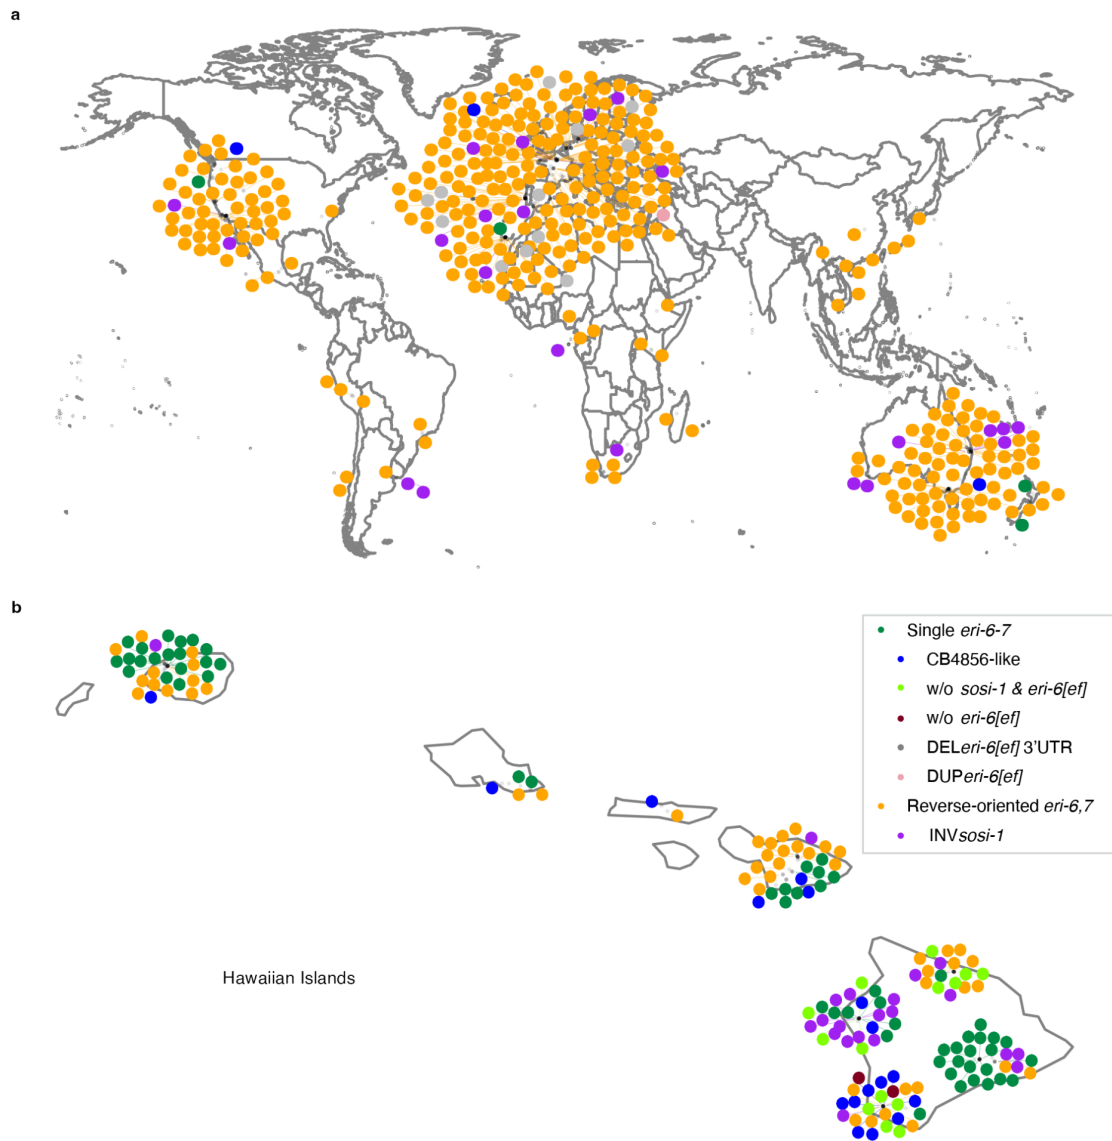 a
b
Single eri-6-7
CB4856-like
w/o sosi-1 & eri-6[ef]
w/o eri-6[ef]
DELeri-6[ef] 3'UTR
DUPeri-6[ef]
Reverse-oriented eri-6,7
INVsosi-1
Hawaiian Islands